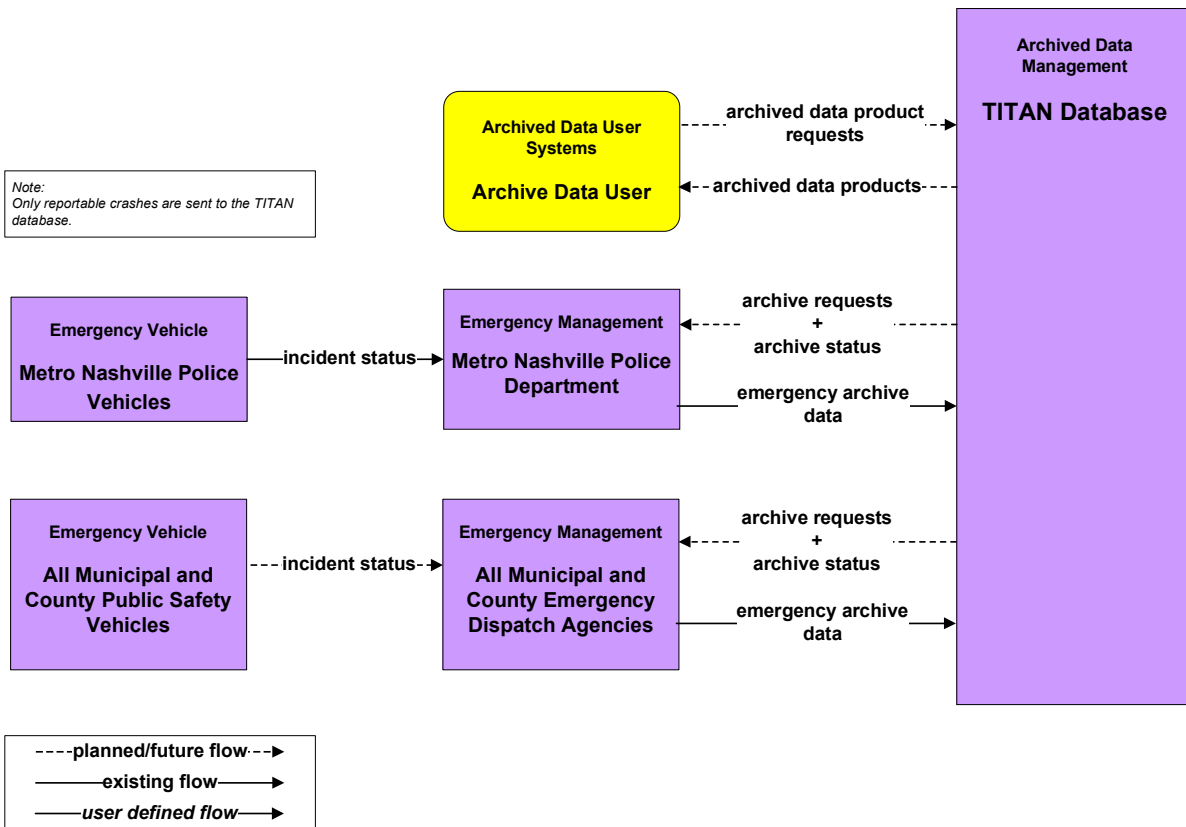 Archived Data
Management
TITAN Database
Archived Data User
Systems
Archive Data User
archived data product
requests
archived data products
Note:
Only reportable crashes are sent to the TITAN
database.
Emergency Vehicle
Metro Nashville Police
Vehicles
incident status
Emergency Management
Metro Nashville Police
Department
archive requests
+
archive status
emergency archive
data
Emergency Vehicle
All Municipal and
County Public Safety
Vehicles
incident status
Emergency Management
All Municipal and
County Emergency
Dispatch Agencies
archive requests
+
archive status
emergency archive
data
planned/future flow
existing flow
user defined flow